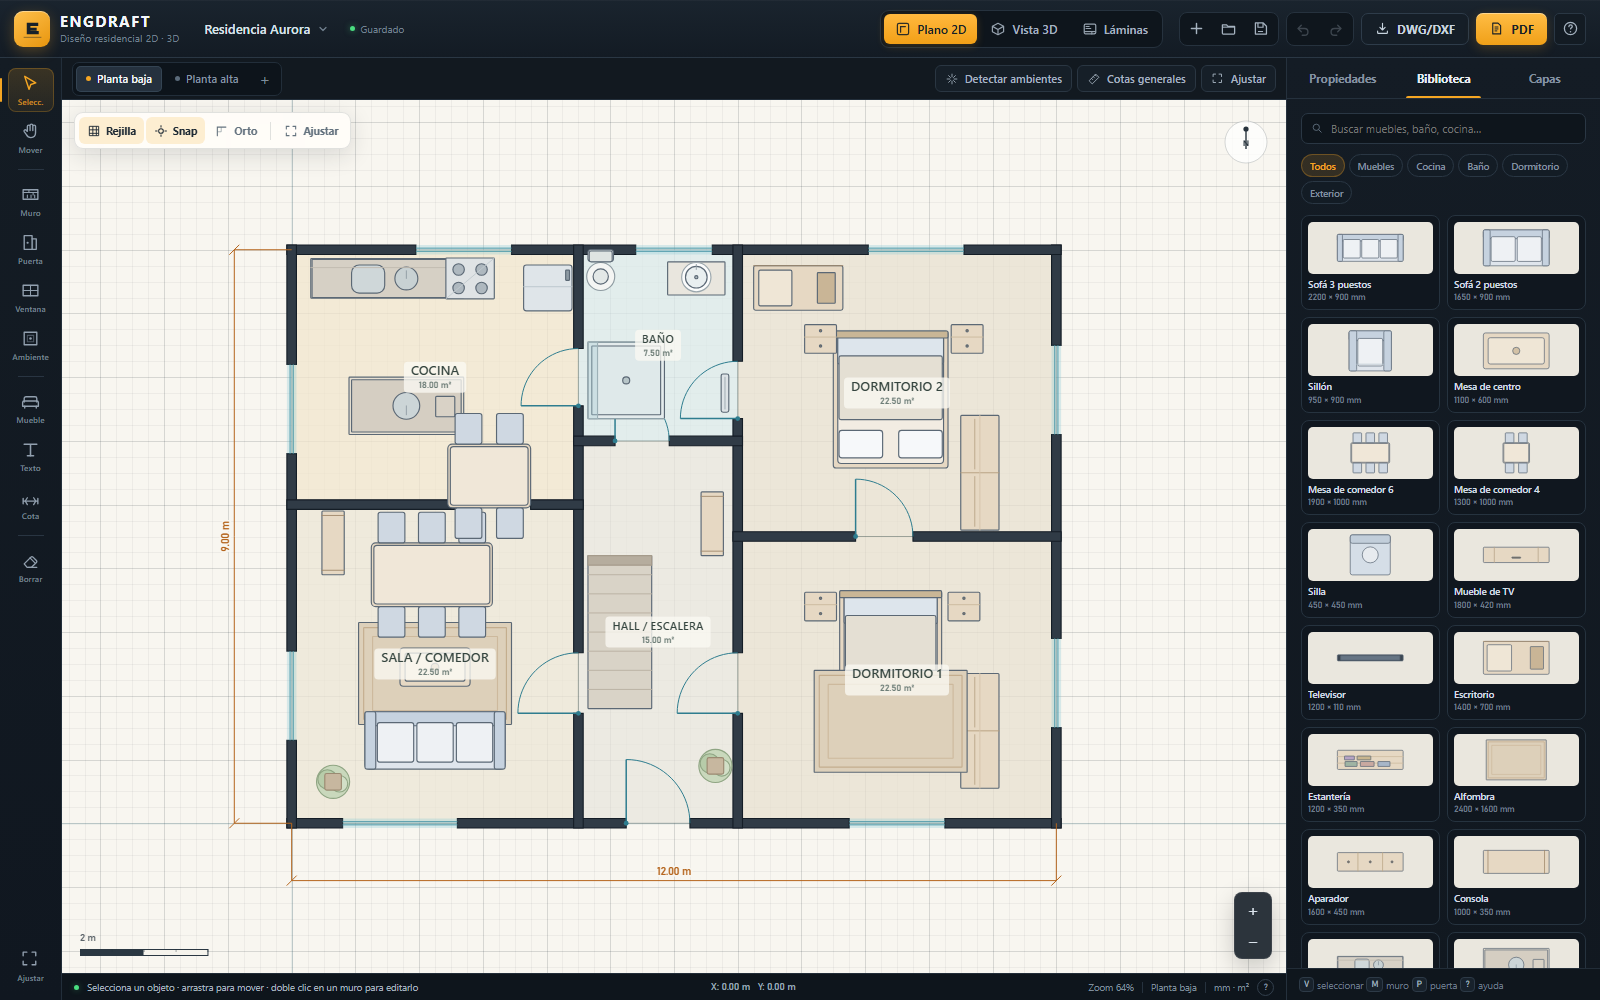 ENGDRAFT
Diseño residencial 2D · 3D
Residencia Aurora
Guardado
Plano 2D
Vista 3D
Láminas
DWG/DXF
PDF
Selecc.
Mover
Muro
Puerta
Ventana
Ambiente
Mueble
Texto
Cota
Borrar
Ajustar
Planta baja
Planta alta
+
Detectar ambientes
Cotas generales
Ajustar
Rejilla
Snap
Orto
Ajustar
N
COCINA
18.00 m²
BAÑO
7.50 m²
DORMITORIO 2
22.50 m²
HALL / ESCALERA
15.00 m²
SALA / COMEDOR
22.50 m²
DORMITORIO 1
22.50 m²
9.00 m
12.00 m
2 m
+
−
Selecciona un objeto · arrastra para mover · doble clic en un muro para editarlo
X: 0.00 m Y: 0.00 m
Zoom 64%
Planta baja
mm · m²
?
Propiedades
Biblioteca
Capas
Buscar muebles, baño, cocina...
Todos
Muebles
Cocina
Baño
Dormitorio
Exterior
Sofá 3 puestos
2200 × 900 mm
Sofá 2 puestos
1650 × 900 mm
Sillón
950 × 900 mm
Mesa de centro
1100 × 600 mm
Mesa de comedor 6
1900 × 1000 mm
Mesa de comedor 4
1300 × 1000 mm
Silla
450 × 450 mm
Mueble de TV
1800 × 420 mm
Televisor
1200 × 110 mm
Escritorio
1400 × 700 mm
Estantería
1200 × 350 mm
Alfombra
2400 × 1600 mm
Aparador
1600 × 450 mm
Consola
1000 × 350 mm
V seleccionar M muro P puerta ? ayuda